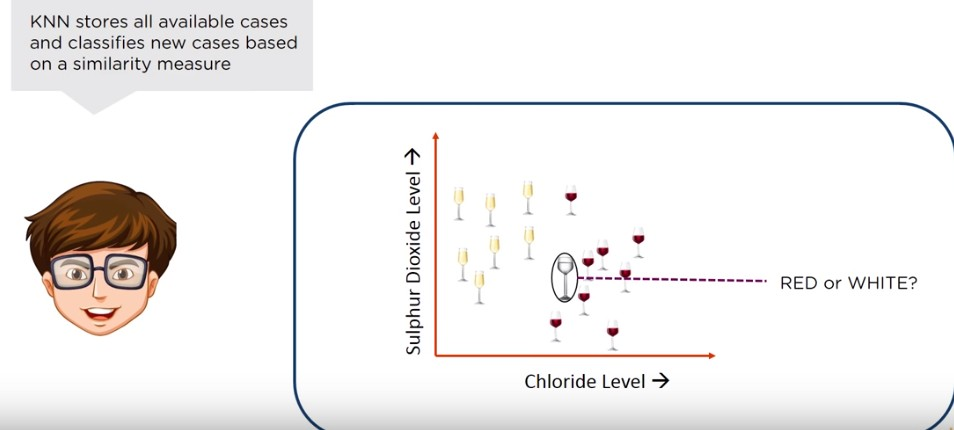 KNN stores all available cases
and classifies new cases based
on a similarity measure
Sulphur Dioxide Level →
RED or WHITE?
Chloride Level →